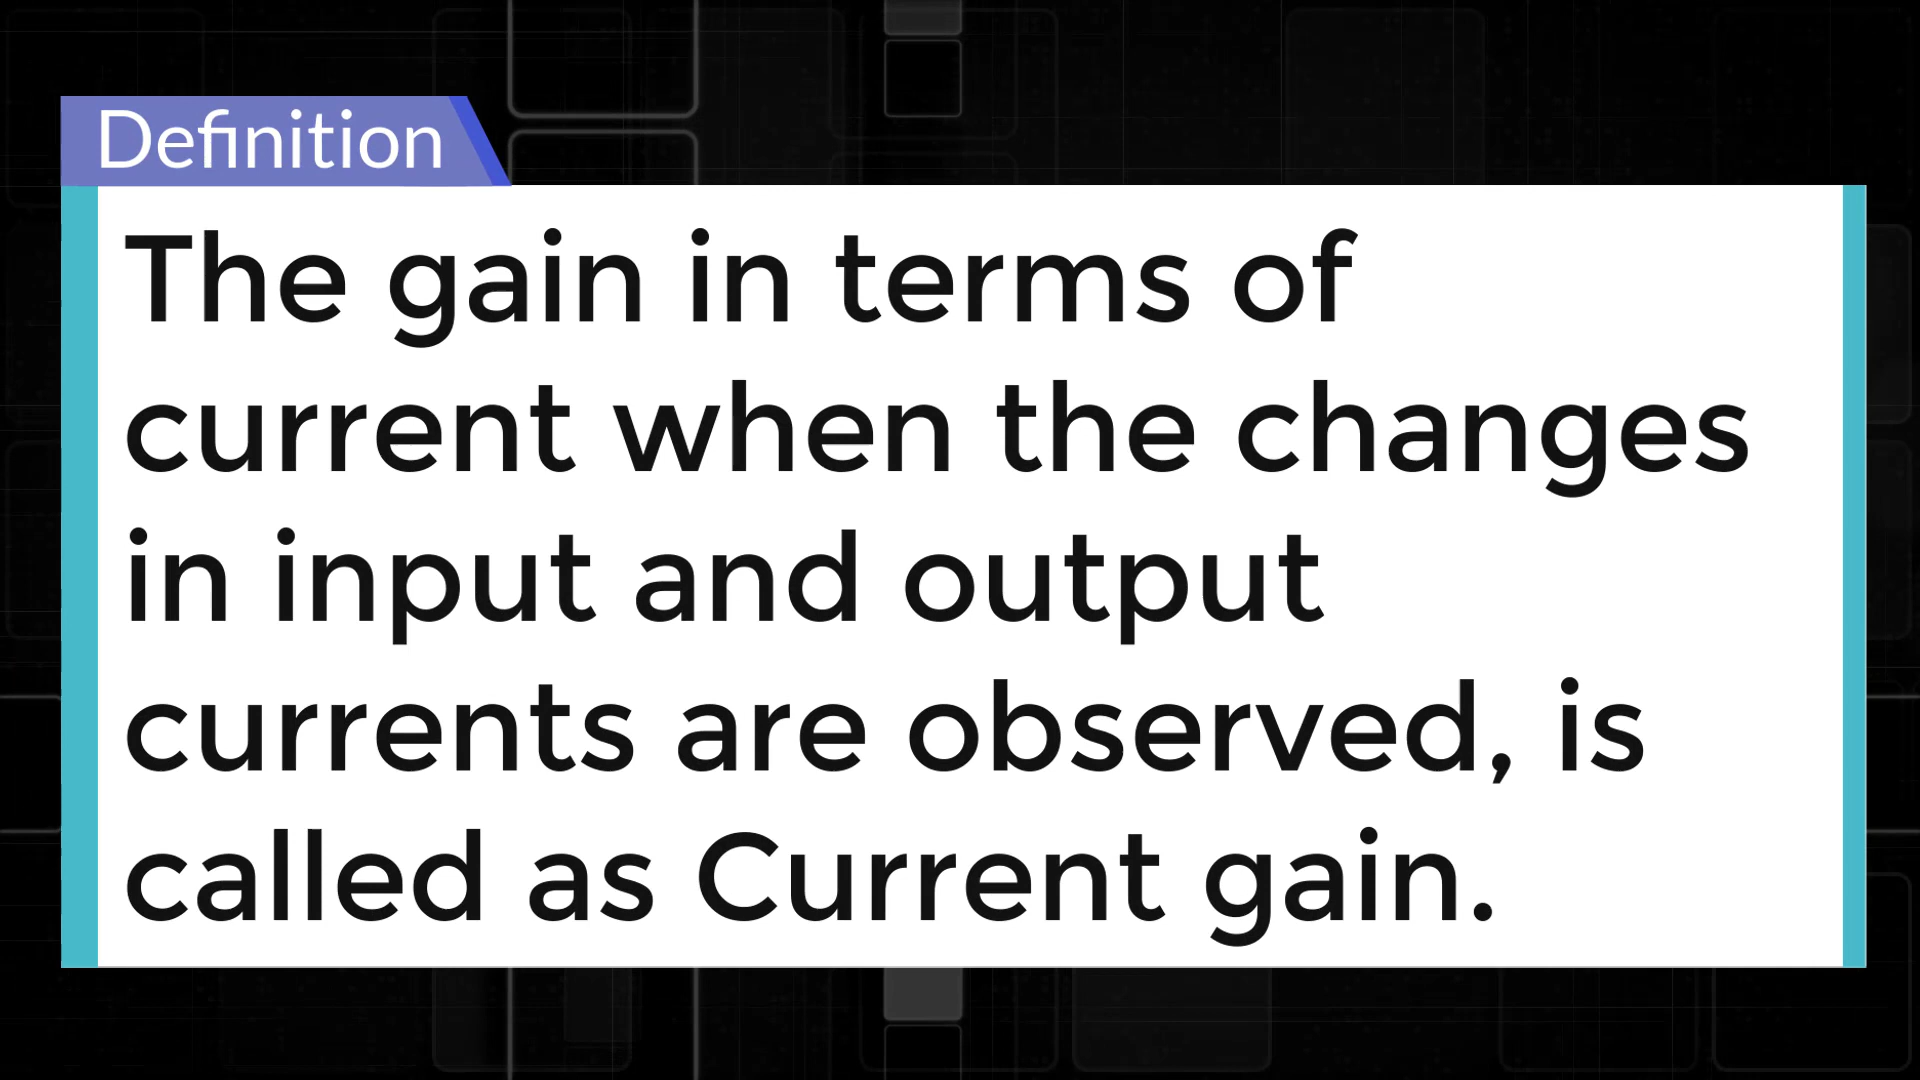 Definition
The gain in terms of
current when the changes
in input and output
currents are observed, is
called as Current gain.